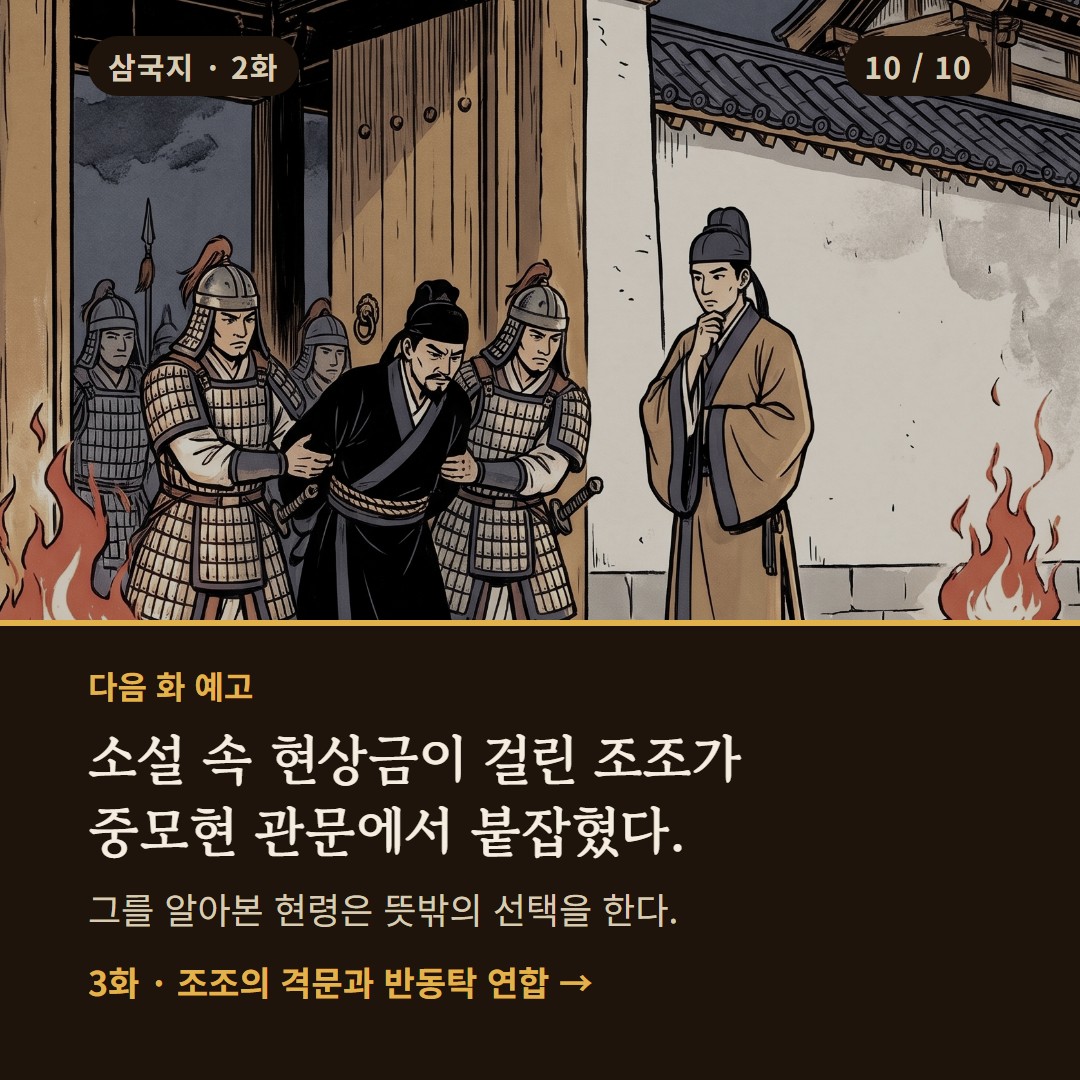 삼국지 · 2화
10 / 10
다음 화 예고
소설 속 현상금이 걸린 조조가
중모현 관문에서 붙잡혔다.
그를 알아본 현령은 뜻밖의 선택을 한다.
3화 · 조조의 격문과 반동탁 연합 →